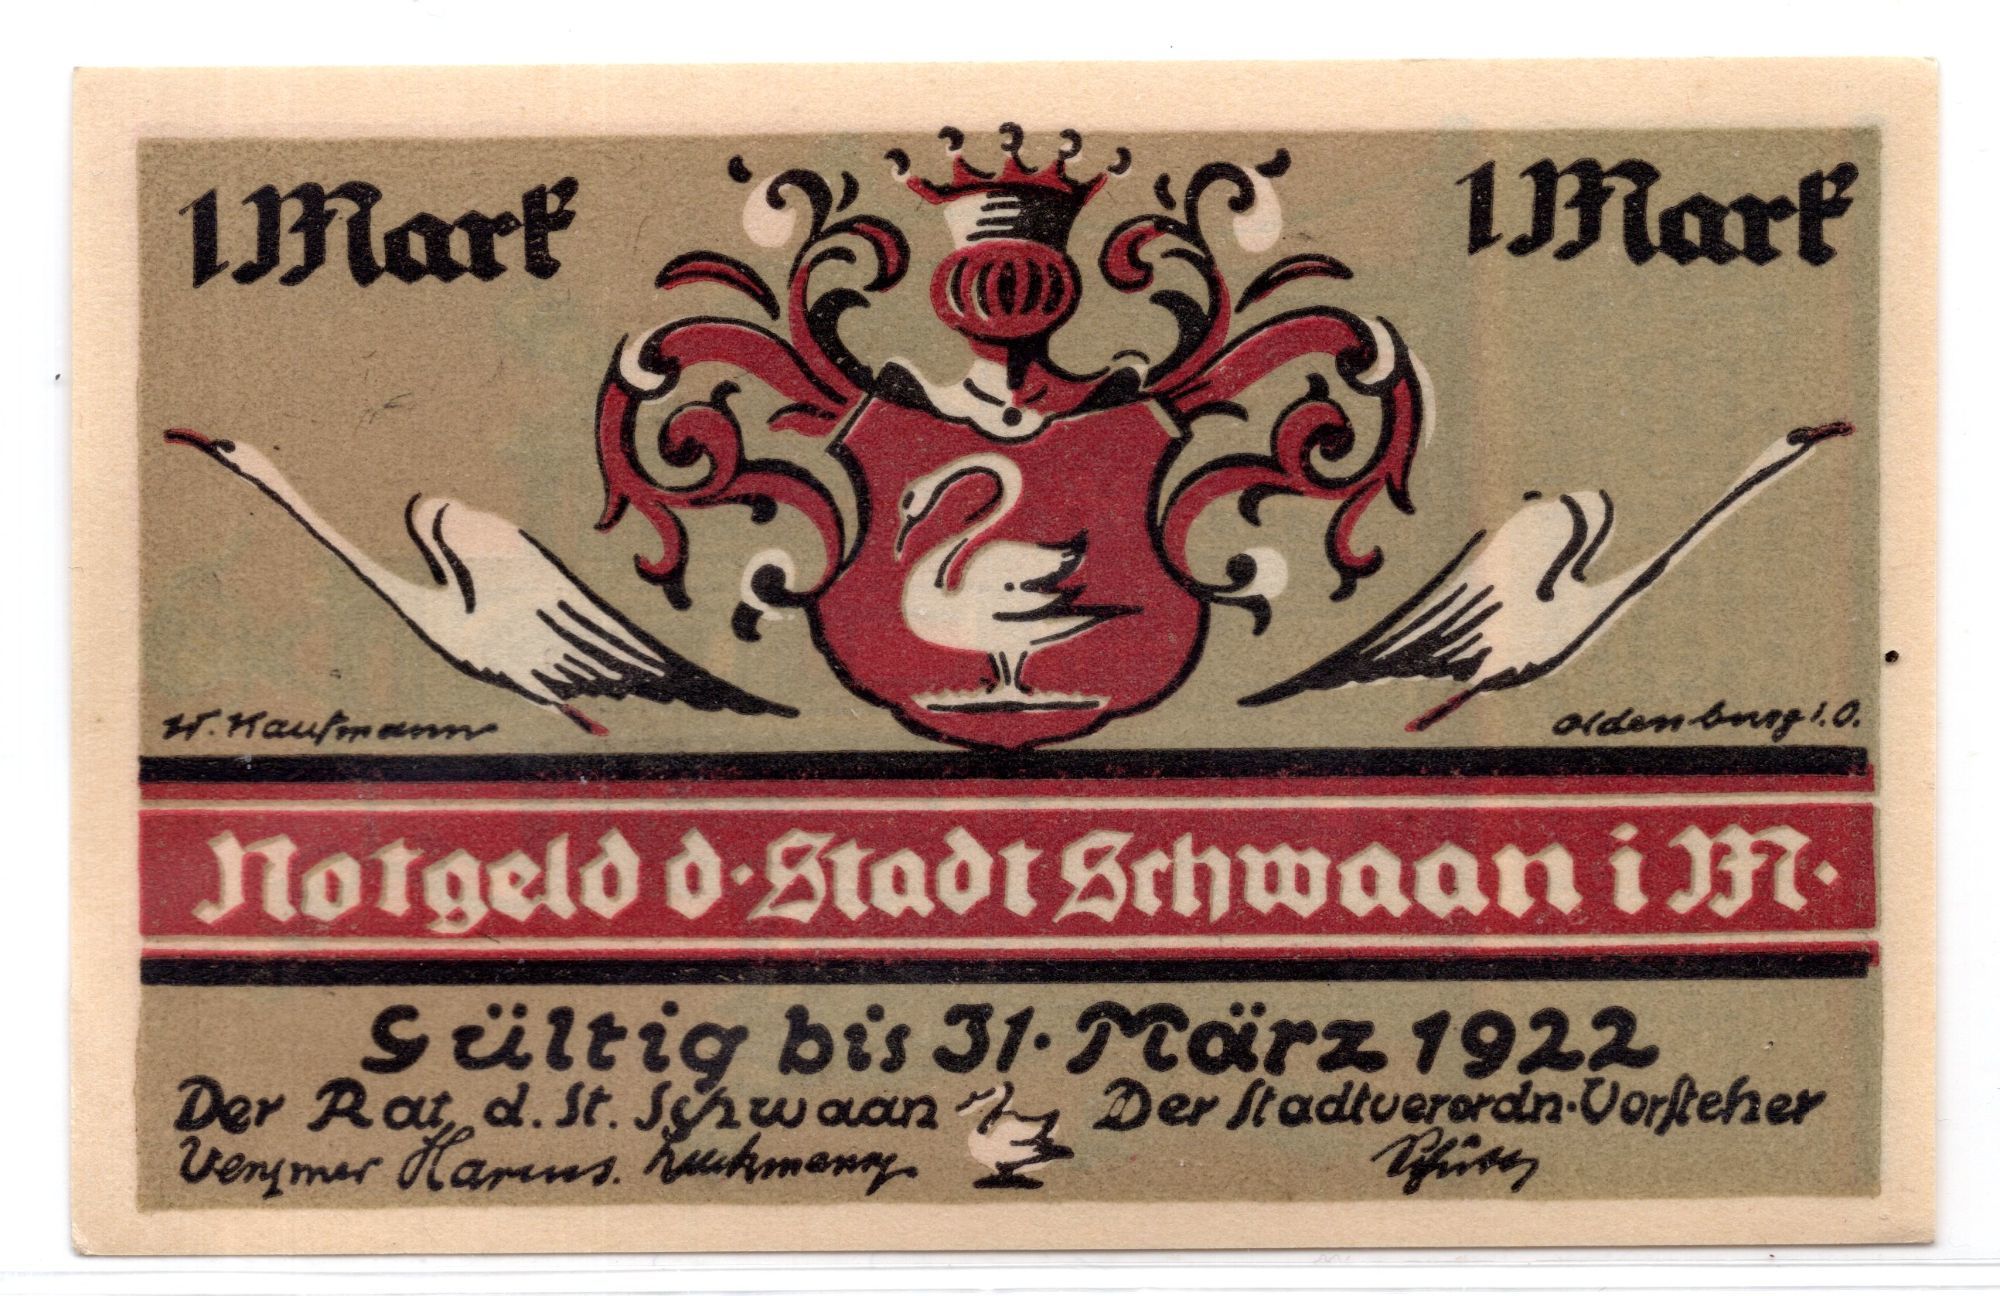 1 Mark
1 Mark
W. Kaufmann
Oldenburg i. O.
Notgeld d. Stadt Schwaan i M.
Gültig bis 31. März 1922
Der Rat d. St. Schwaan
Der Stadtverordn.-Vorsteher
Harms.